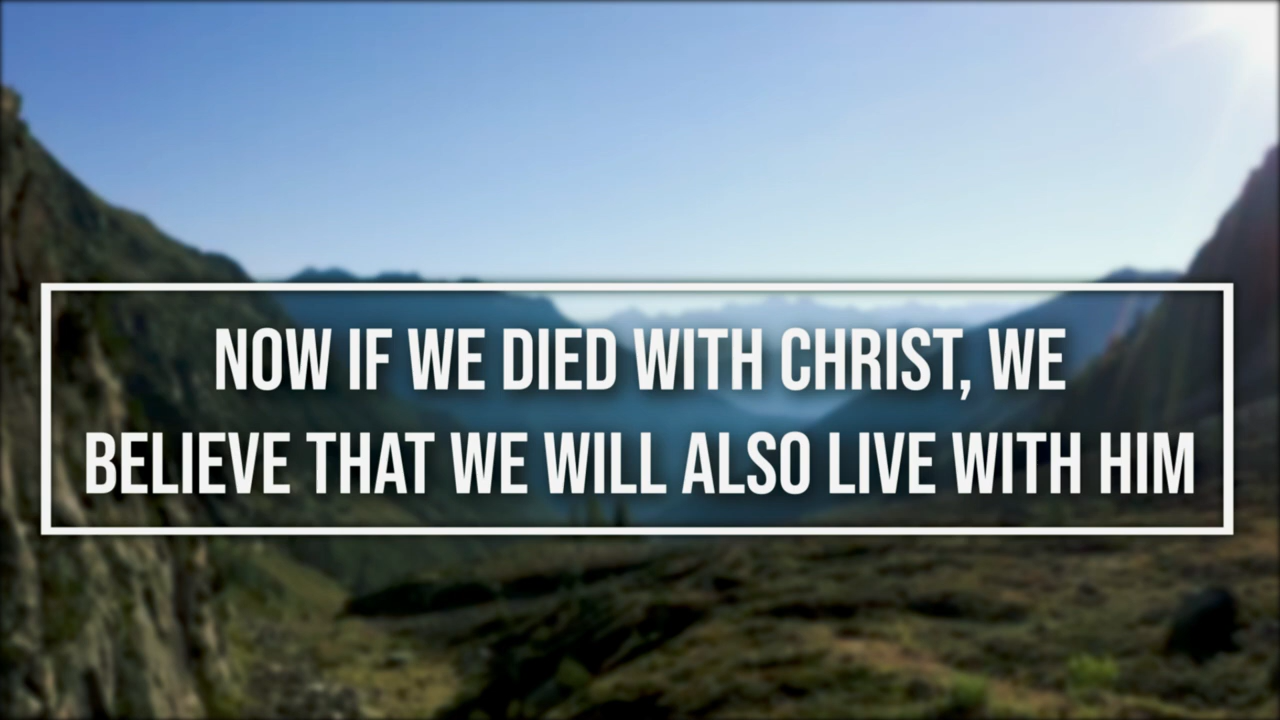 NOW IF WE DIED WITH CHRIST, WE
BELIEVE THAT WE WILL ALSO LIVE WITH HIM